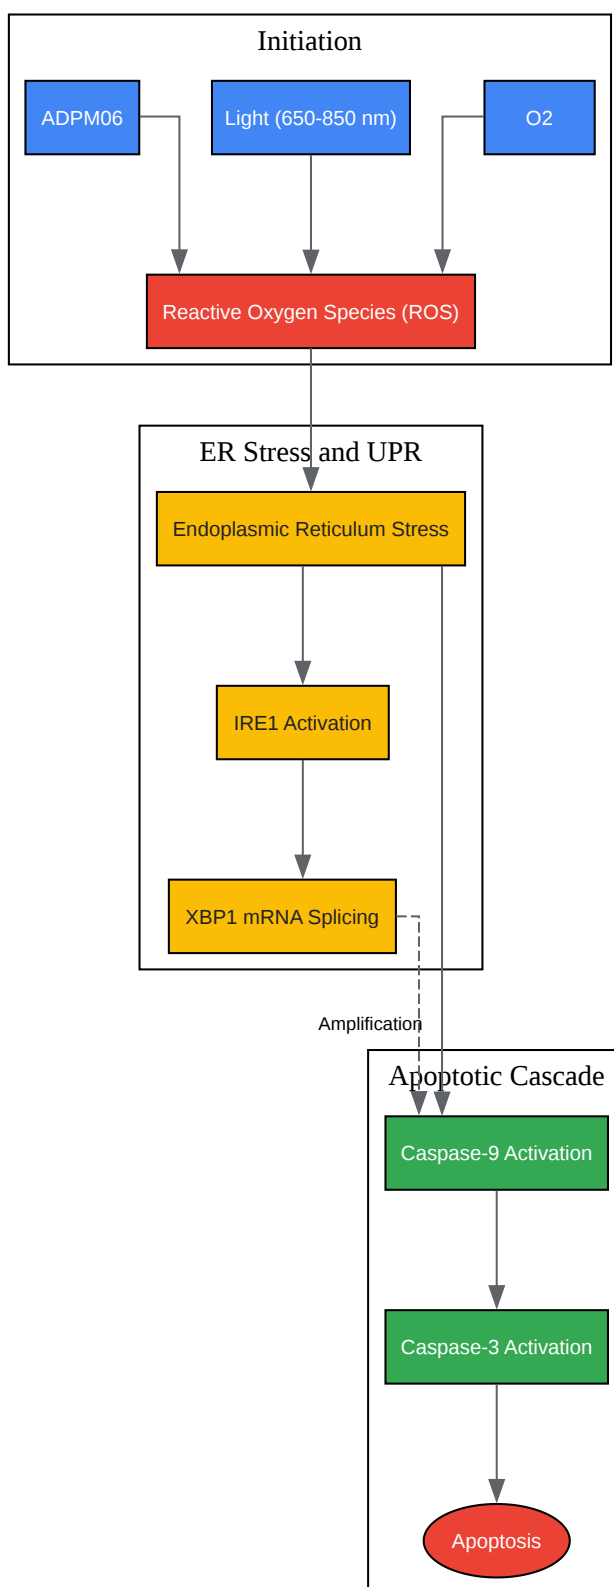 Initiation
ADPM06
Light (650-850 nm)
O2
Reactive Oxygen Species (ROS)
ER Stress and UPR
Endoplasmic Reticulum Stress
IRE1 Activation
XBP1 mRNA Splicing
Amplification
Apoptotic Cascade
Caspase-9 Activation
Caspase-3 Activation
Apoptosis